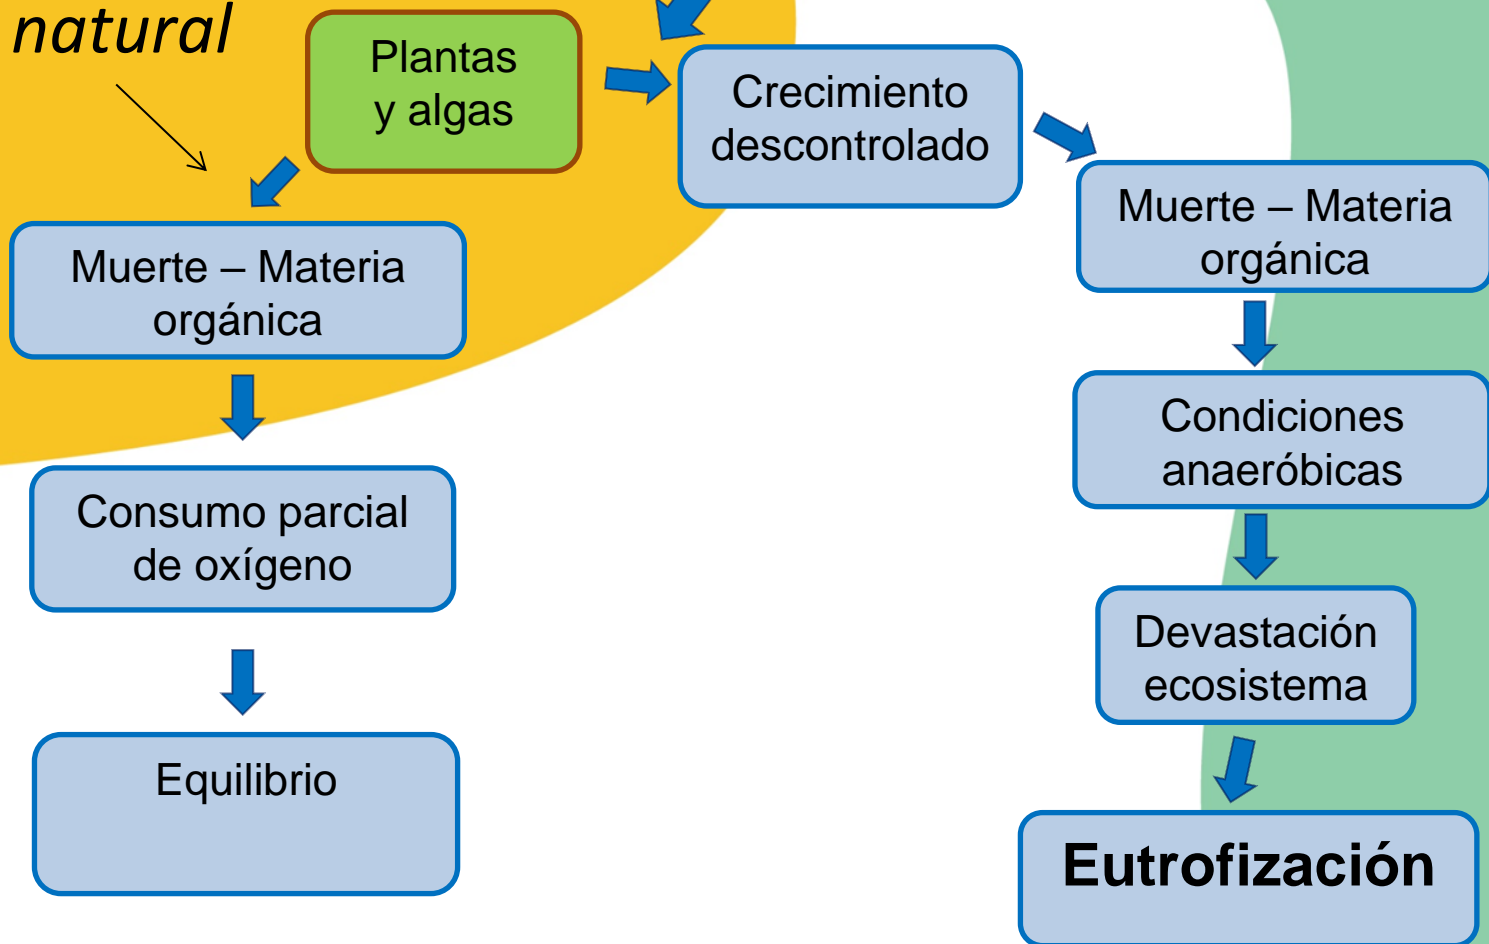 natural
Plantas
y algas
Crecimiento
descontrolado
Muerte – Materia
orgánica
Muerte – Materia
orgánica
Condiciones
anaeróbicas
Consumo parcial
de oxígeno
Devastación
ecosistema
Equilibrio
Eutrofización